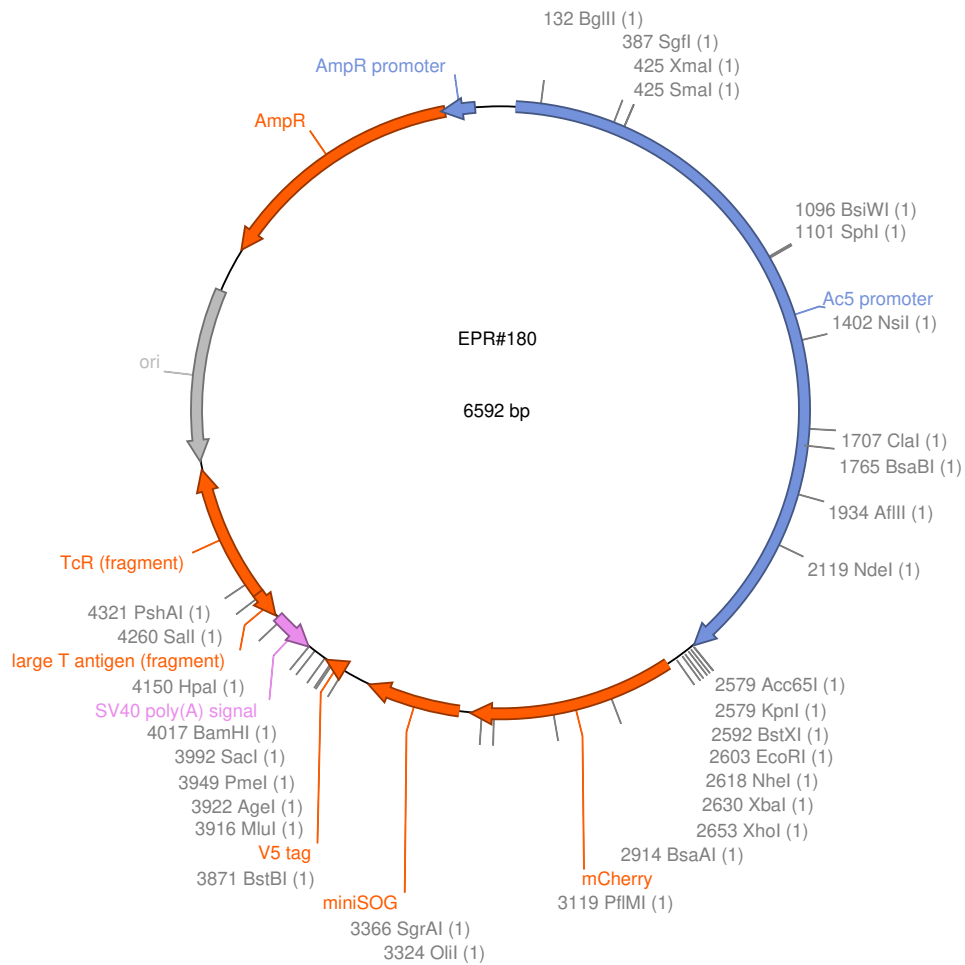 132 BglII (1)
387 SgfI (1)
425 XmaI (1)
425 SmaI (1)
AmpR promoter
AmpR
1096 BsiWI (1)
1101 SphI (1)
Ac5 promoter
1402 NsiI (1)
EPR#180
6592 bp
ori
1707 ClaI (1)
1765 BsaBI (1)
1934 AflII (1)
2119 NdeI (1)
TcR (fragment)
4321 PshAI (1)
4260 SalI (1)
large T antigen (fragment)
4150 HpaI (1)
SV40 poly(A) signal
4017 BamHI (1)
3992 SacI (1)
3949 PmeI (1)
3922 AgeI (1)
3916 MluI (1)
V5 tag
3871 BstBI (1)
miniSOG
3366 SgrAI (1)
3324 OliI (1)
2579 Acc65I (1)
2579 KpnI (1)
2592 BstXI (1)
2603 EcoRI (1)
2618 NheI (1)
2630 XbaI (1)
2653 XhoI (1)
2914 BsaAI (1)
mCherry
3119 PflMI (1)